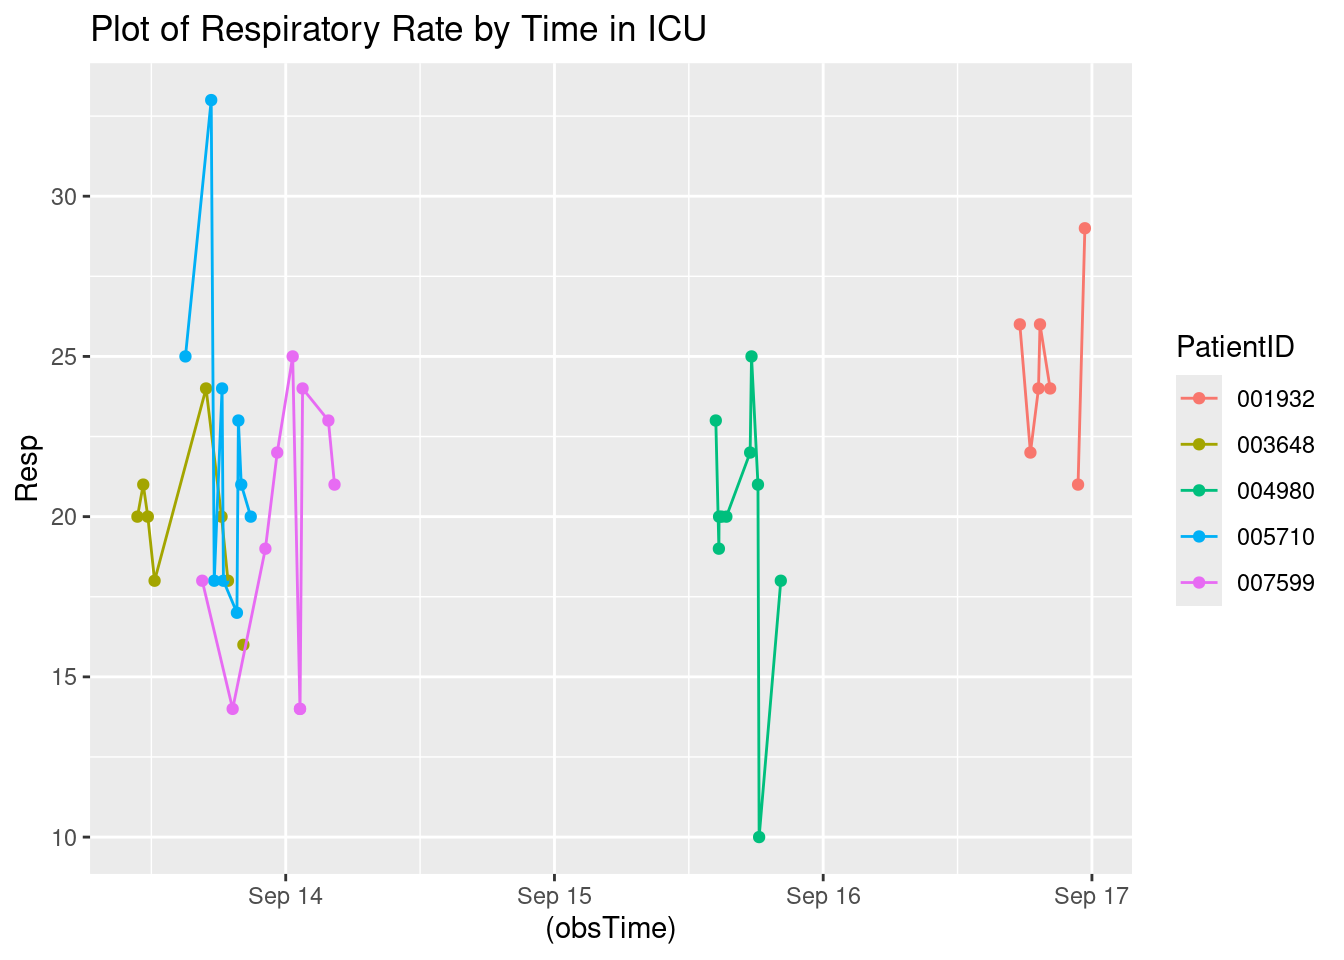 Plot of Respiratory Rate by Time in ICU
Resp
30
25
20
15
10
Sep 14
Sep 15
Sep 16
Sep 17
(obsTime)
PatientID
001932
003648
004980
005710
007599